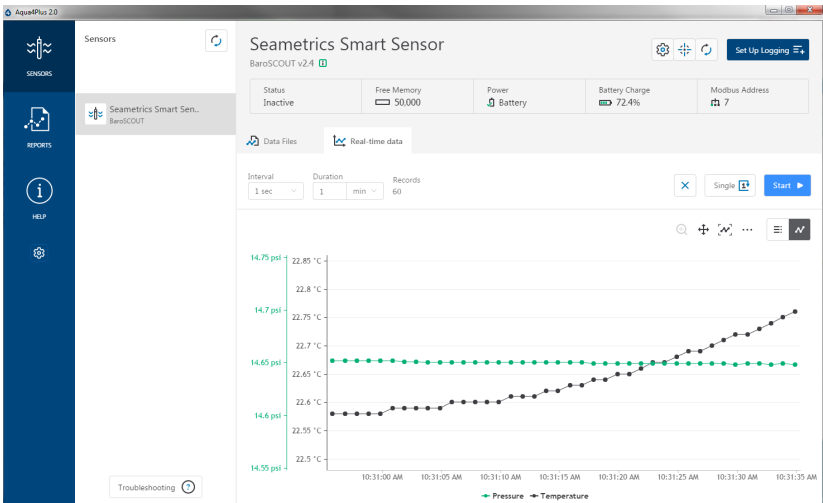 Aqua4Plus 2.0
SENSORS
REPORTS
i
HELP
Sensors
Seametrics Smart Sen..
BaroSCOUT
Troubleshooting ?
Seametrics Smart Sensor
BaroSCOUT v2.4 i
Set Up Logging
Status Free Memory Power Battery Charge Modbus Address
Inactive 50,000 Battery 72.4% 7
Data Files Real-time data
Interval Duration Records
1 sec 1 min 60
Single 1 Start
14.75 psi 22.85 °C
22.8 °C
14.7 psi 22.75 °C
22.7 °C
14.65 psi 22.65 °C
22.6 °C
14.6 psi 22.55 °C
22.5 °C
14.55 psi
10:31:00 AM 10:31:05 AM 10:31:10 AM 10:31:15 AM 10:31:20 AM 10:31:25 AM 10:31:30 AM 10:31:35 AM
Pressure Temperature